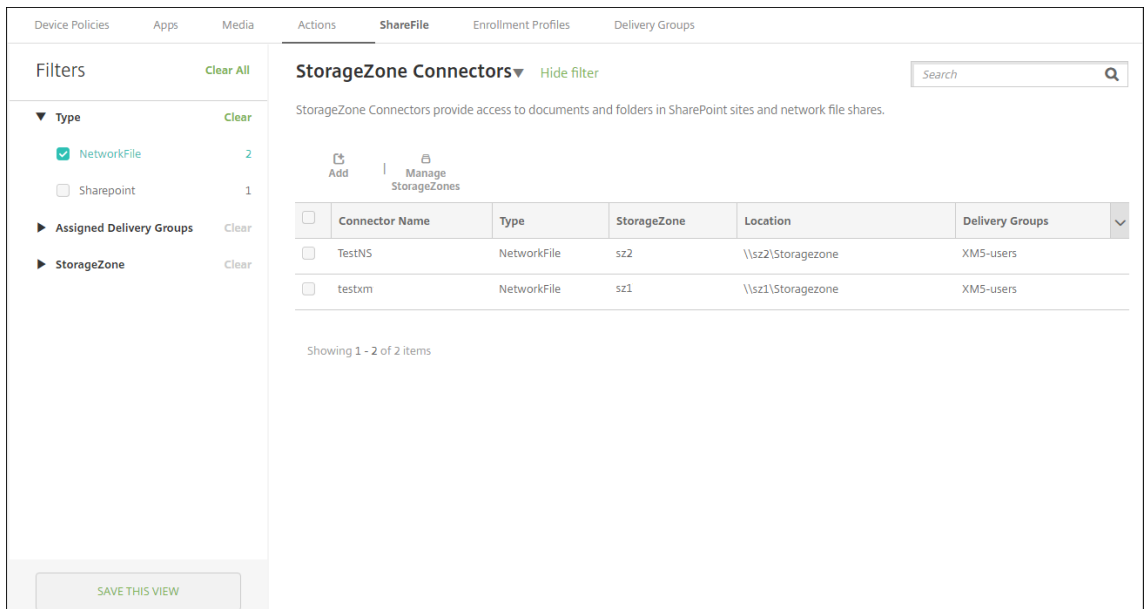 Device Policies Apps Media Actions ShareFile Enrollment Profiles Delivery Groups
Filters Clear All
Type Clear
NetworkFile 2
Sharepoint 1
Assigned Delivery Groups Clear
StorageZone Clear
SAVE THIS VIEW
StorageZone Connectors Hide filter
Search
StorageZone Connectors provide access to documents and folders in SharePoint sites and network file shares.
Add | Manage
StorageZones
Connector Name Type StorageZone Location Delivery Groups
TestNS NetworkFile sz2 \\sz2\Storagezone XM5-users
testxm NetworkFile sz1 \\sz1\Storagezone XM5-users
Showing 1 - 2 of 2 items